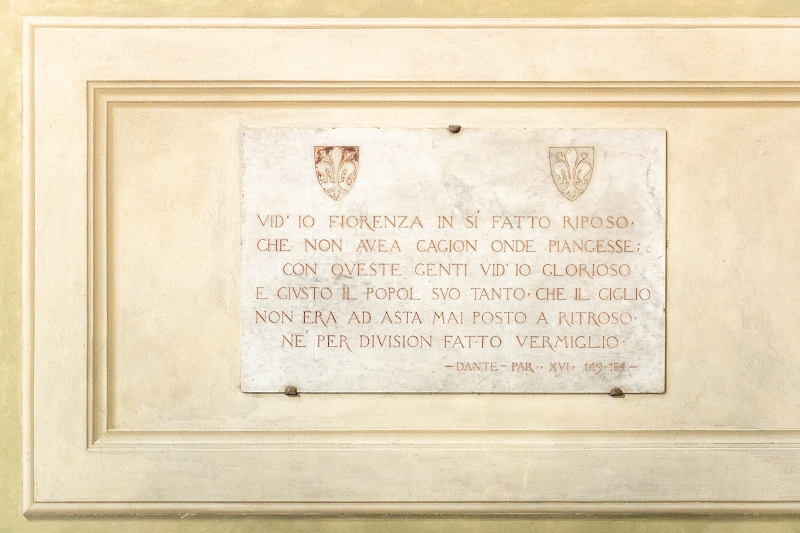 VID' IO FIORENZA IN SÍ FATTO RIPOSO,
CHE NON AVEA CAGION ONDE PIANGESSE;
CON QVESTE GENTI VID' IO GLORIOSO
E GIVSTO IL POPOL SVO TANTO, CHE IL GIGLIO
NON ERA AD ASTA MAI POSTO A RITROSO,
NÉ PER DIVISION FATTO VERMIGLIO.
– DANTE – PAR., XVI, 149-154 –